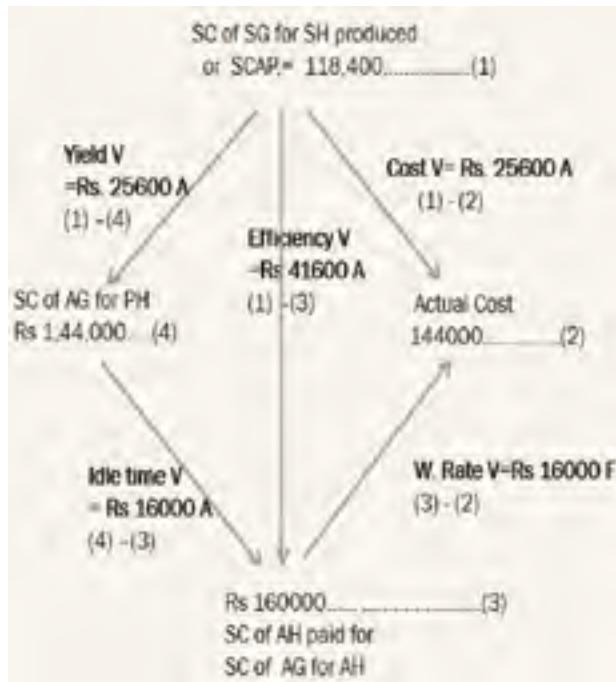 SC of SG for SH produced
or SCAP.= 118,400...................(1)
Yield V
=Rs. 25600 A
(1) -(4)
Cost V= Rs. 25600 A
(1) - (2)
Efficiency V
=Rs 41600 A
(1) -(3)
SC of AG for PH
Rs 1,44,000... (4)
Actual Cost
144000..............(2)
Idle time V
= Rs 16000 A
(4) -(3)
W. Rate V=Rs 16000 F
(3) - (2)
Rs 160000..............................(3)
SC of AH paid for
SC of AG for AH